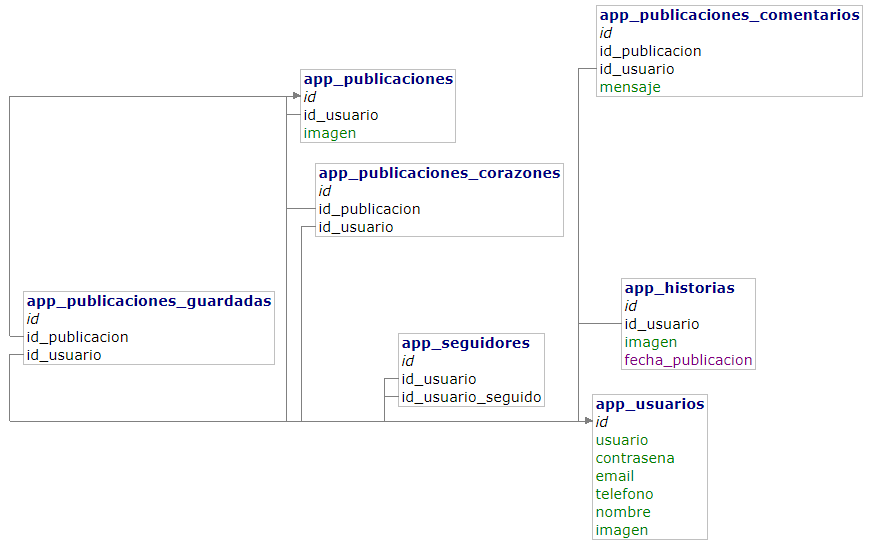 app_publicaciones_comentarios
id
id_publicacion
id_usuario
mensaje
app_publicaciones
id
id_usuario
imagen
app_publicaciones_corazones
id
id_publicacion
id_usuario
app_publicaciones_guardadas
id
id_publicacion
id_usuario
app_historias
id
id_usuario
imagen
fecha_publicacion
app_seguidores
id
id_usuario
id_usuario_seguido
app_usuarios
id
usuario
contrasena
email
telefono
nombre
imagen